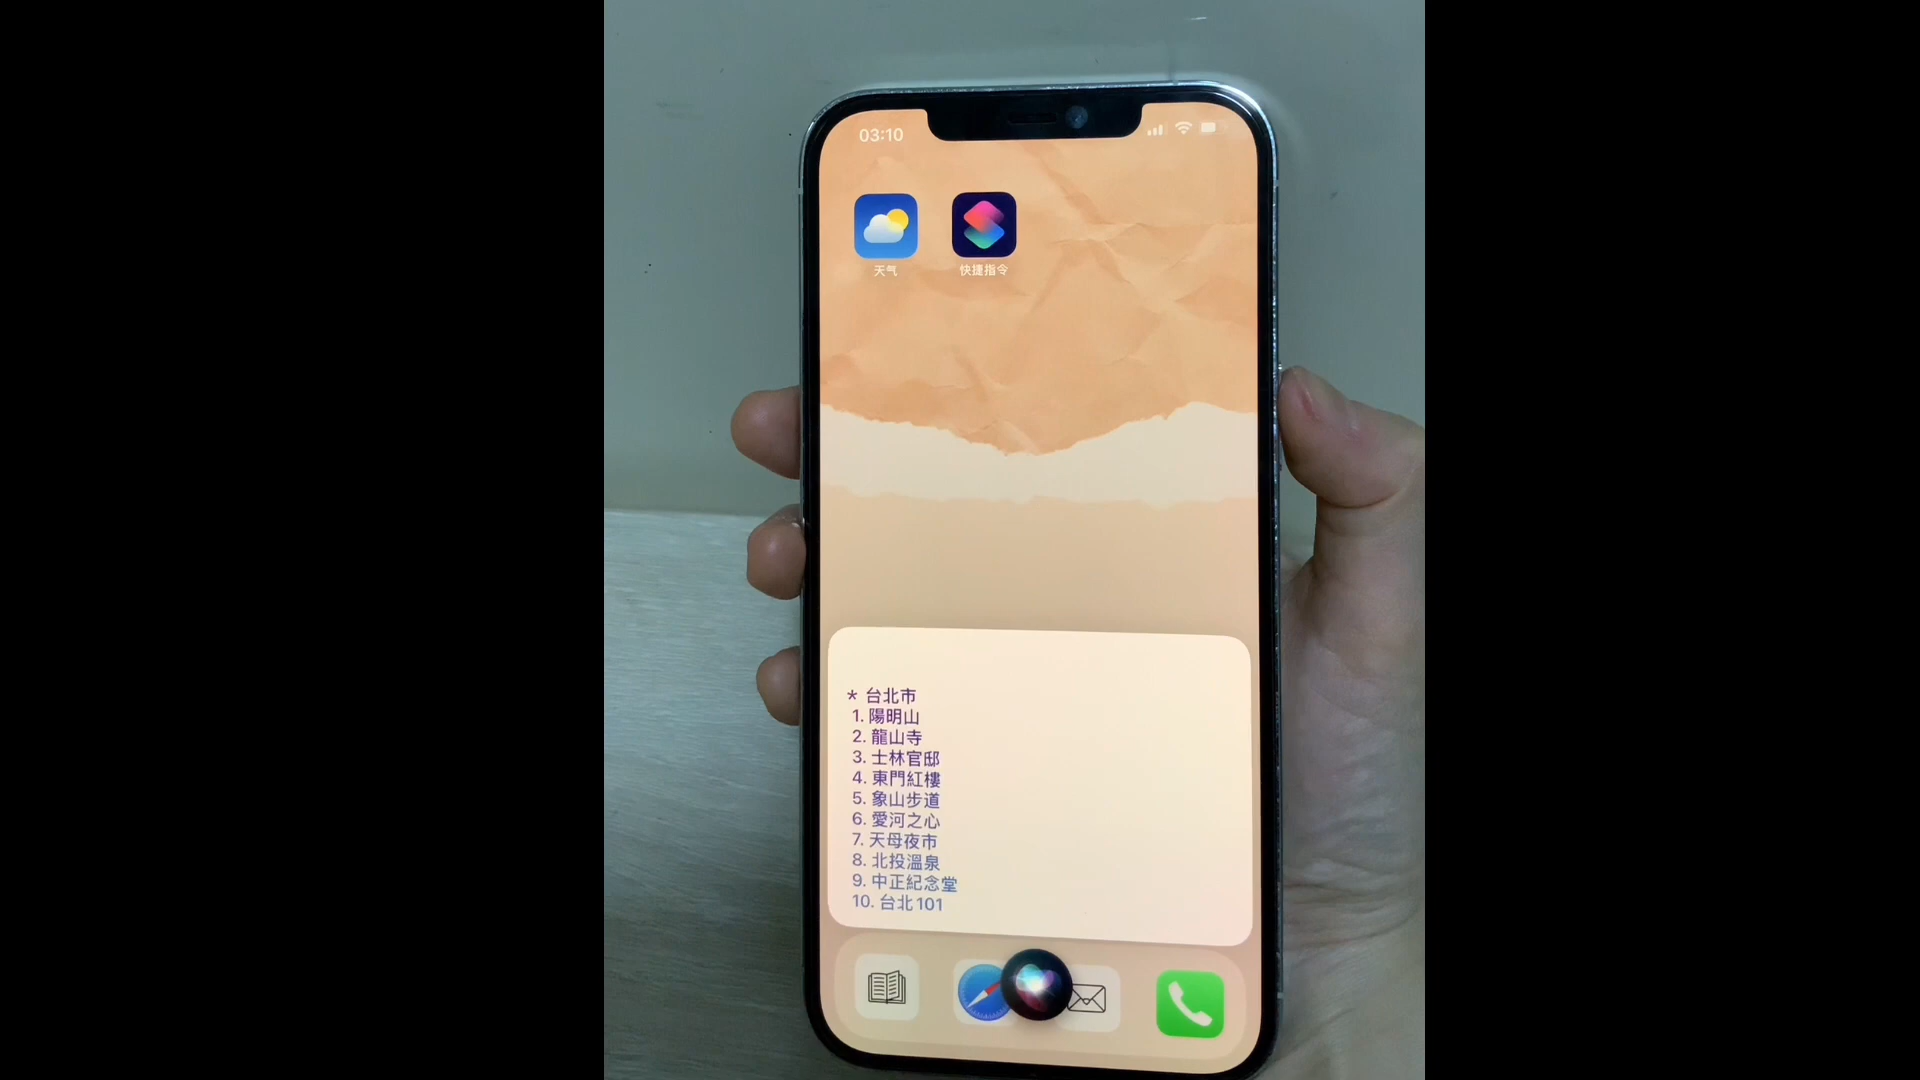 03:10
天气
快捷指令
* 台北市
1. 陽明山
2. 龍山寺
3. 士林官邸
4. 東門紅樓
5. 象山步道
6. 愛河之心
7. 天母夜市
8. 北投溫泉
9. 中正紀念堂
10. 台北101